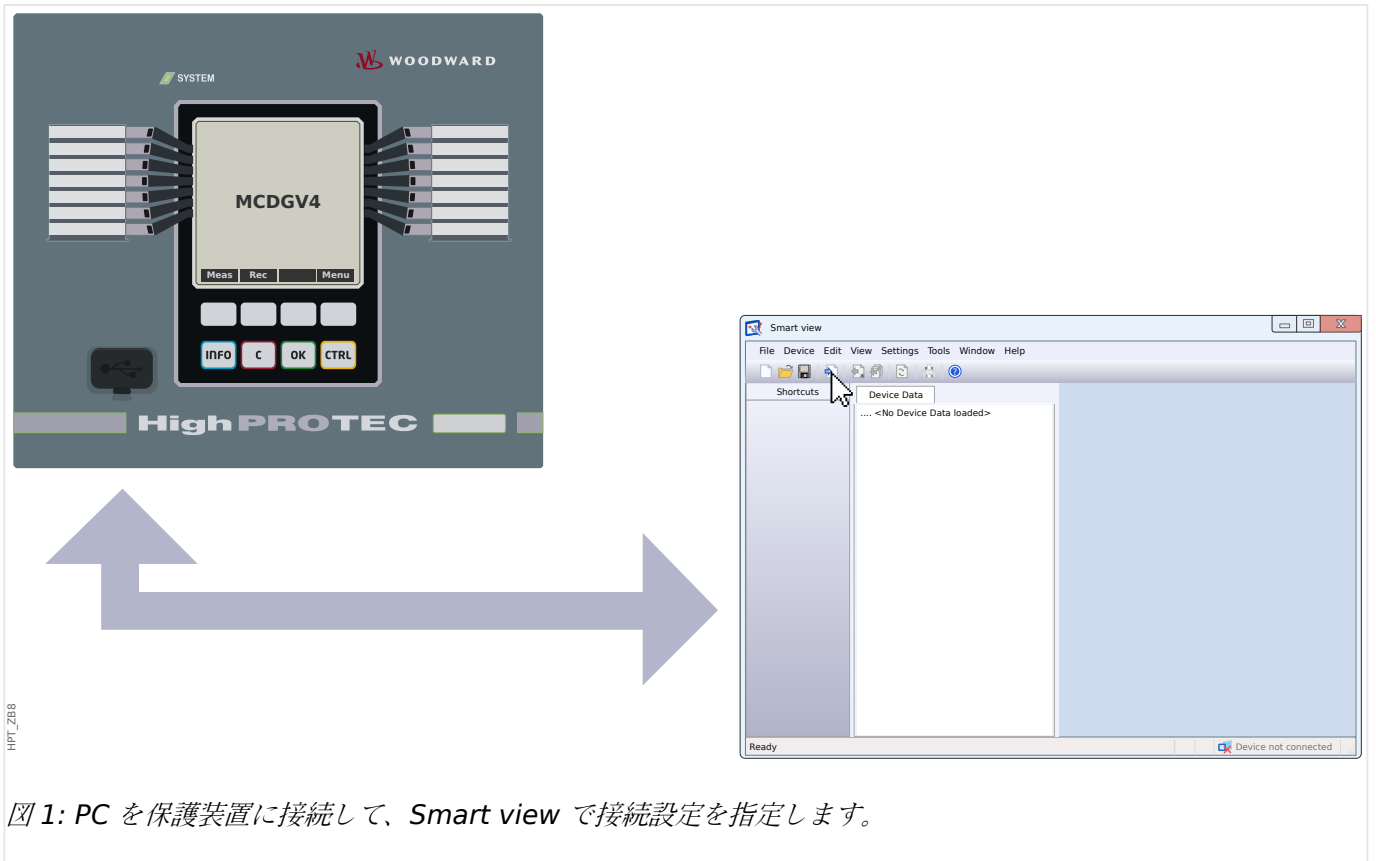 WOODWARD
SYSTEM
MCDGV4
Meas Rec Menu
INFO C OK CTRL
HighPROTEC
Smart view
File Device Edit View Settings Tools Window Help
Shortcuts
Device Data
.... <No Device Data loaded>
Ready
Device not connected
HPT_ZB8
図 1: PC を保護装置に接続して、Smart view で接続設定を指定します。